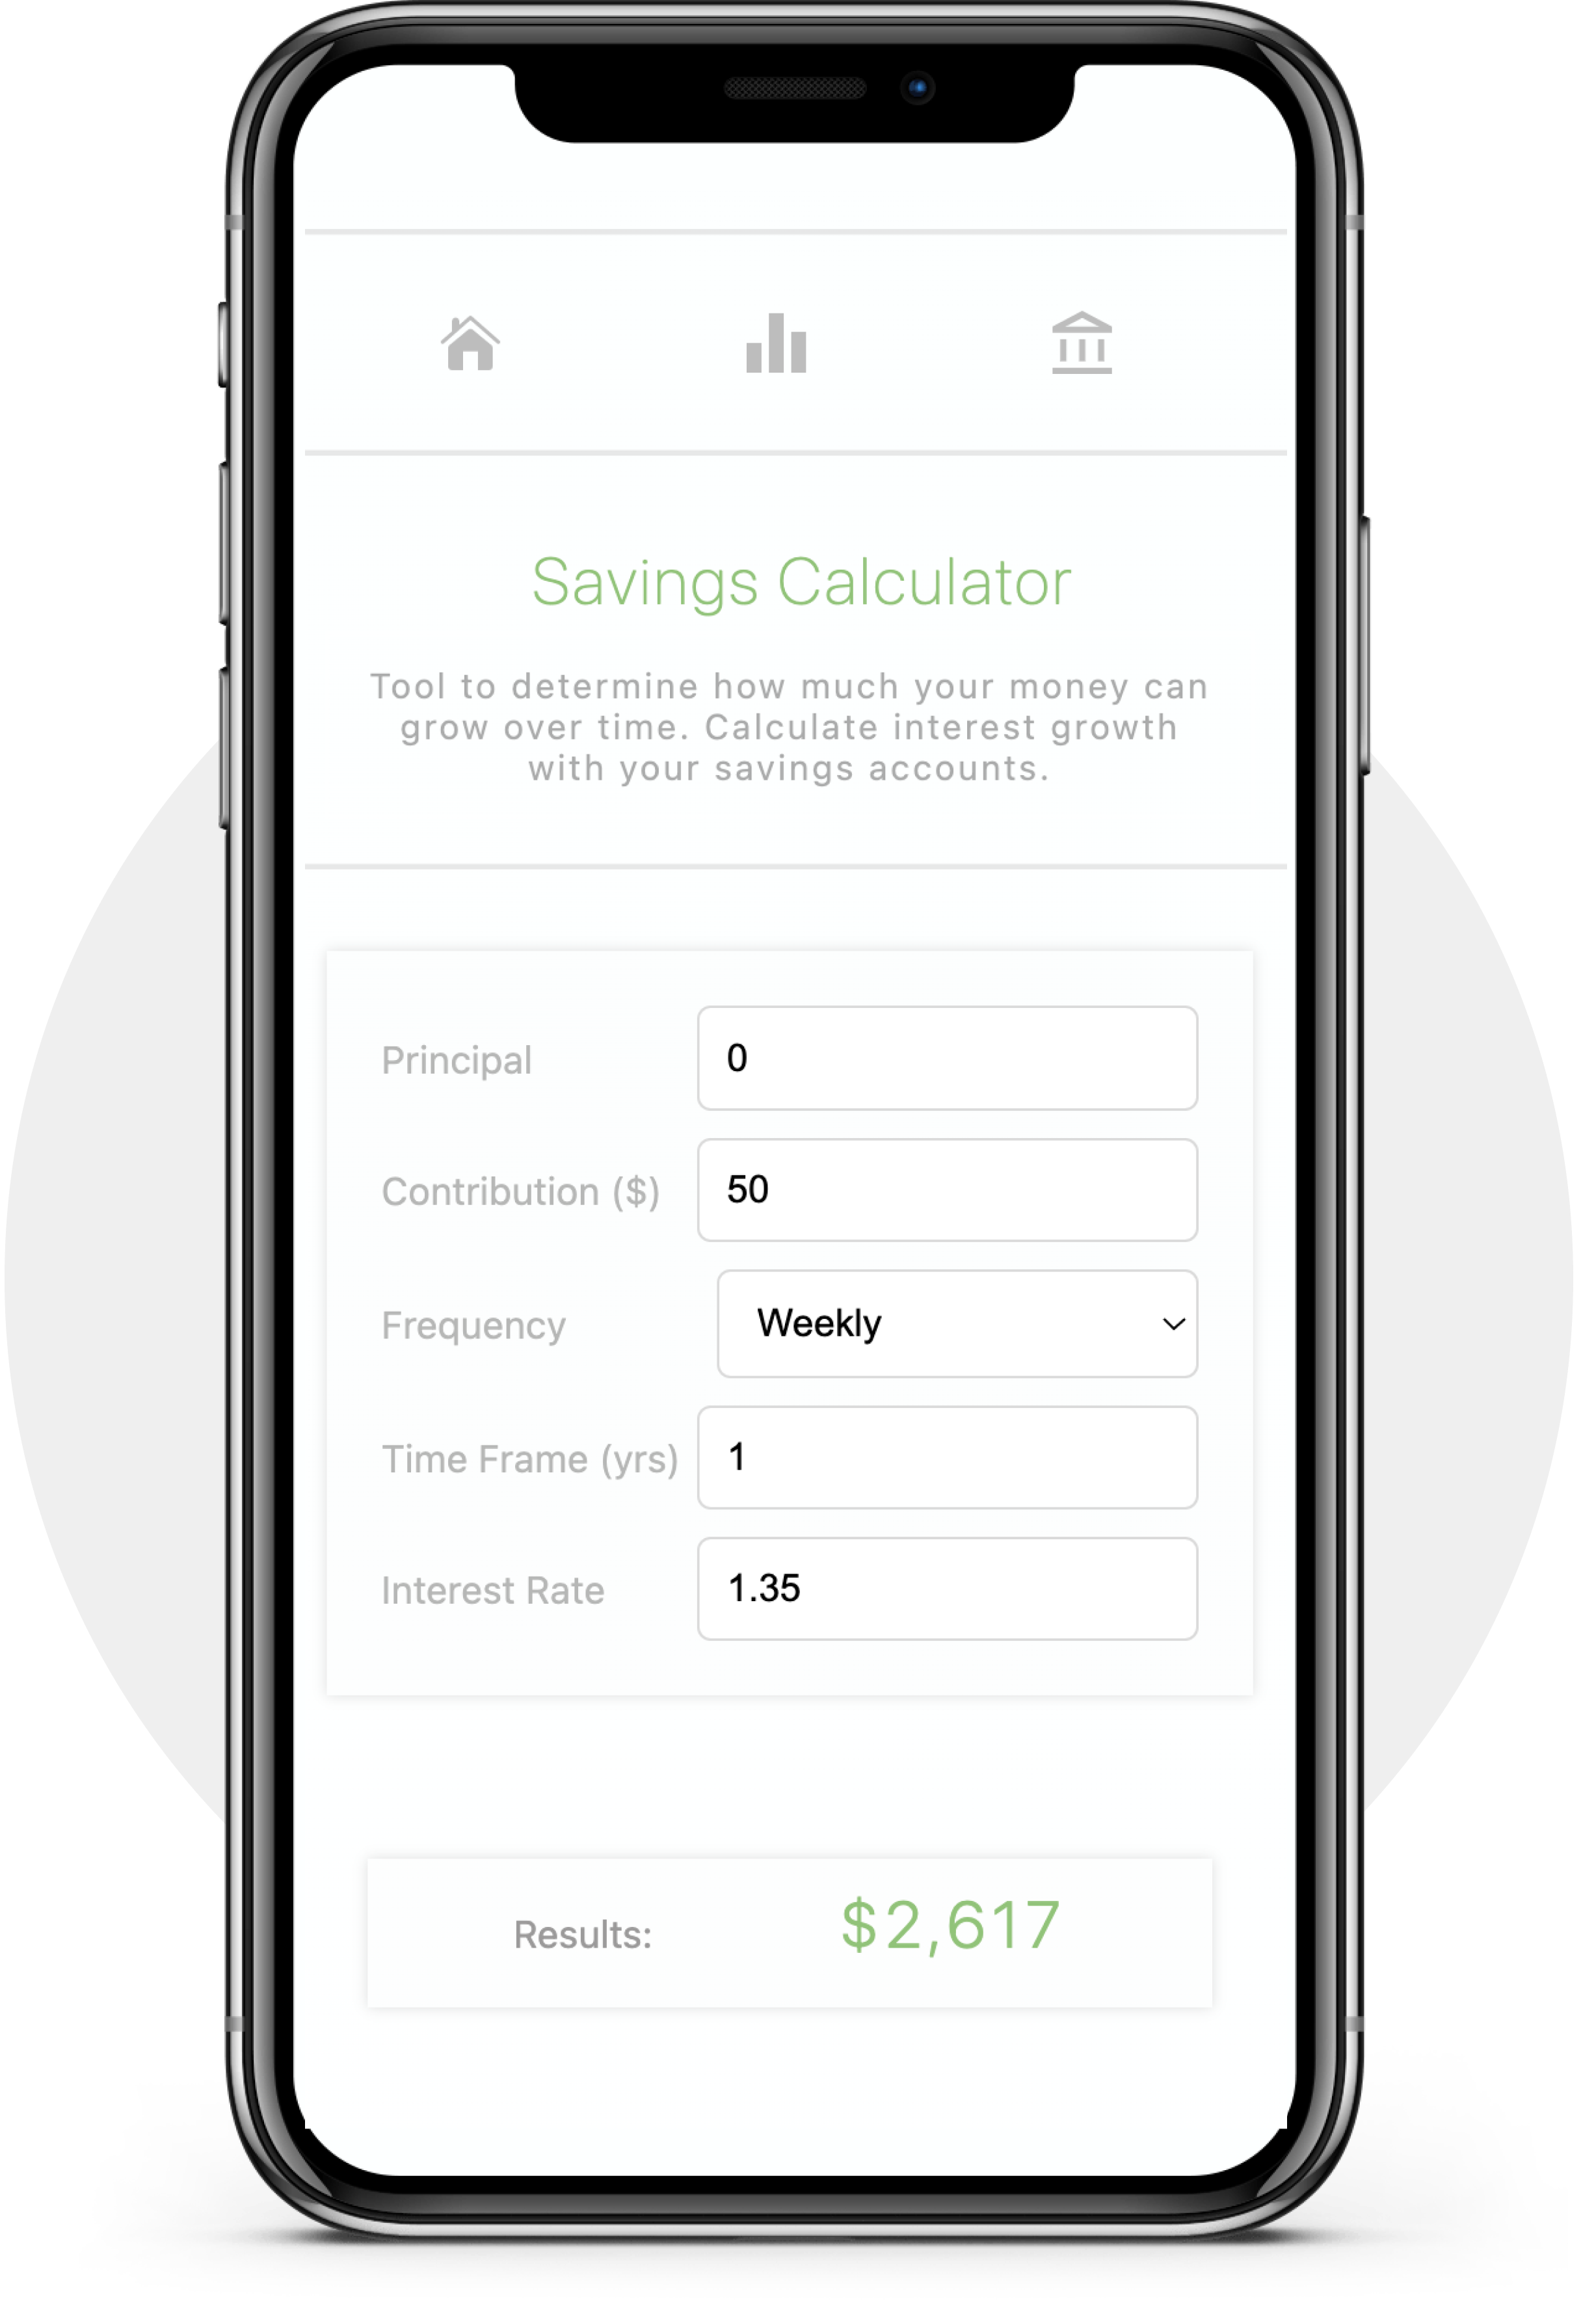 Savings Calculator
Tool to determine how much your money can
grow over time. Calculate interest growth
with your savings accounts.
Principal 0
Contribution ($) 50
Frequency Weekly
Time Frame (yrs) 1
Interest Rate 1.35
Results: $2,617